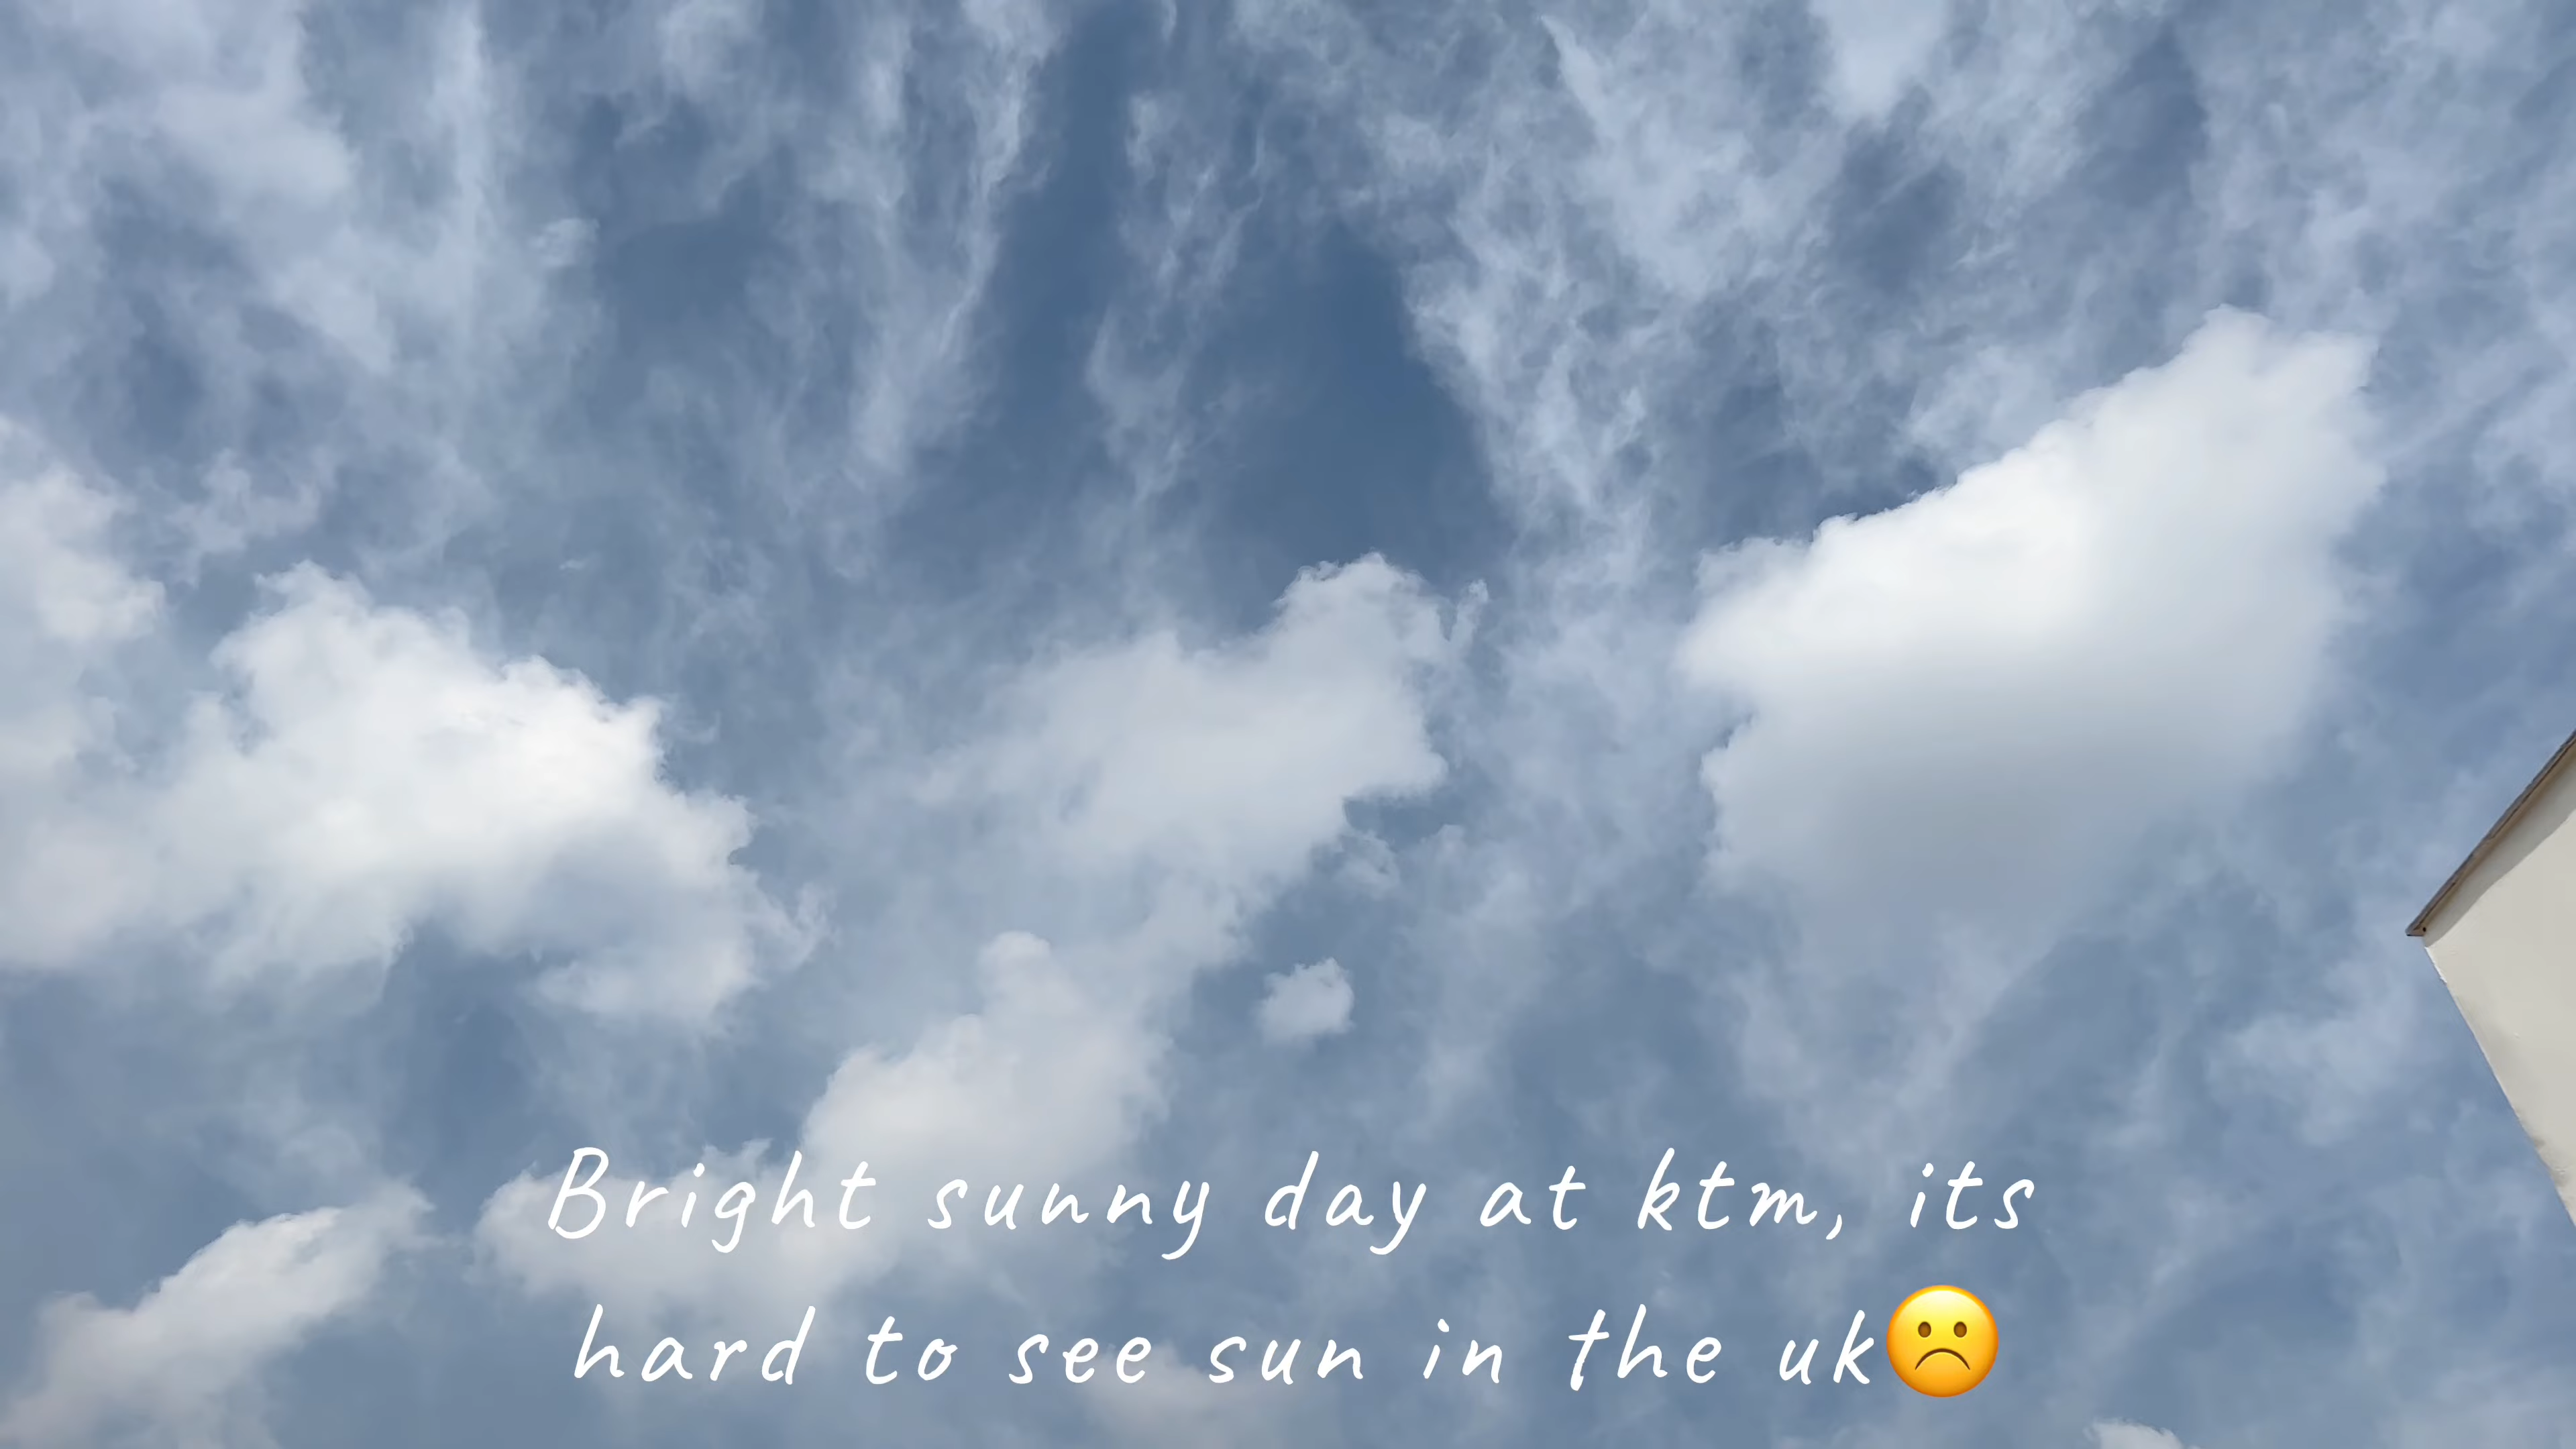 Bright sunny day at ktm, its
hard to see sun in the uk☹️